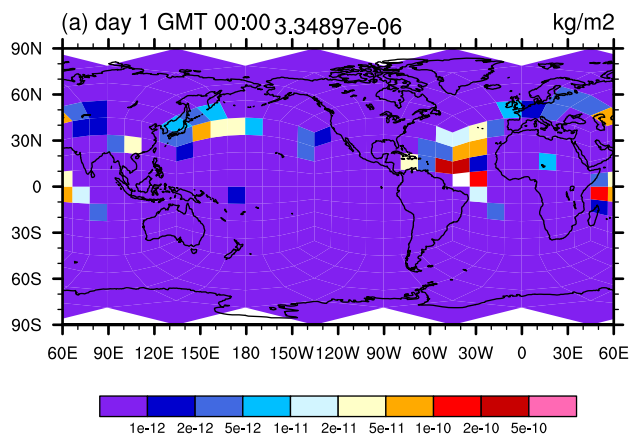 (a) day 1 GMT 00:00 3.34897e-06 kg/m2
90N
60N
30N
0
30S
60S
90S
60E 90E 120E 150E 180 150W 120W 90W 60W 30W 0 30E 60E
1e-12 2e-12 5e-12 1e-11 2e-11 5e-11 1e-10 2e-10 5e-10